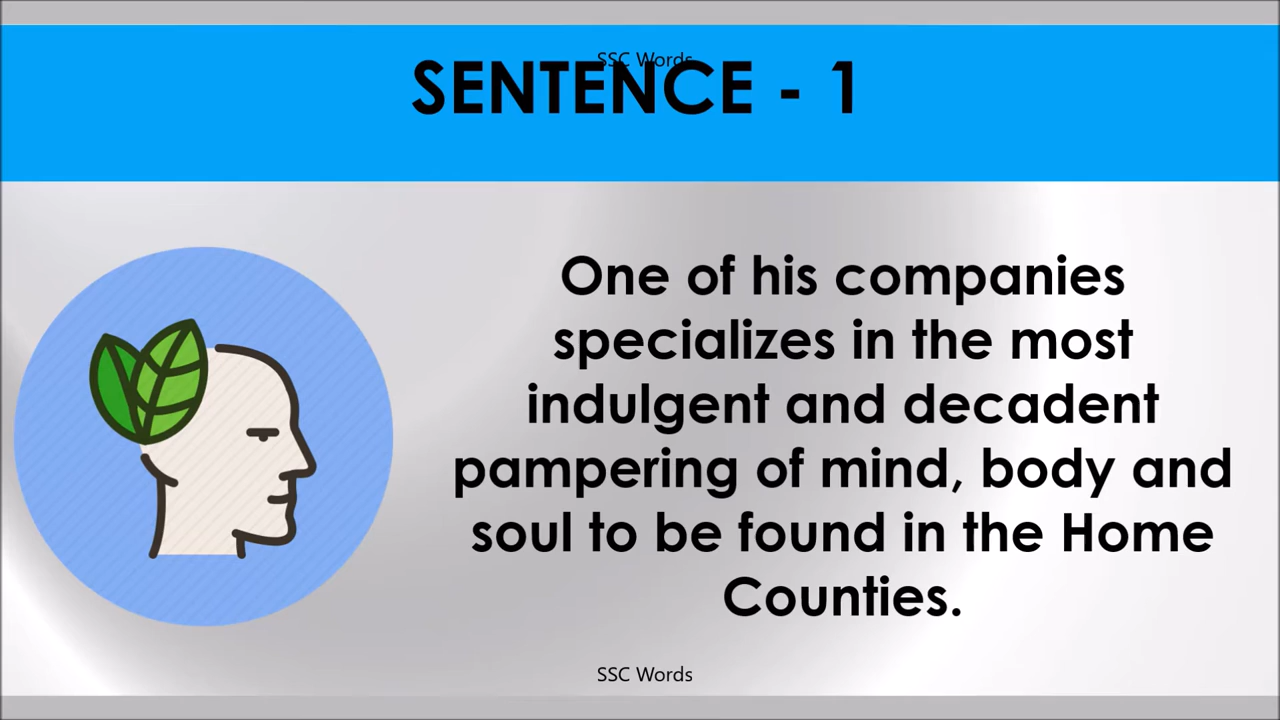 SSC Words
SENTENCE - 1
One of his companies
specializes in the most
indulgent and decadent
pampering of mind, body and
soul to be found in the Home
Counties.
SSC Words